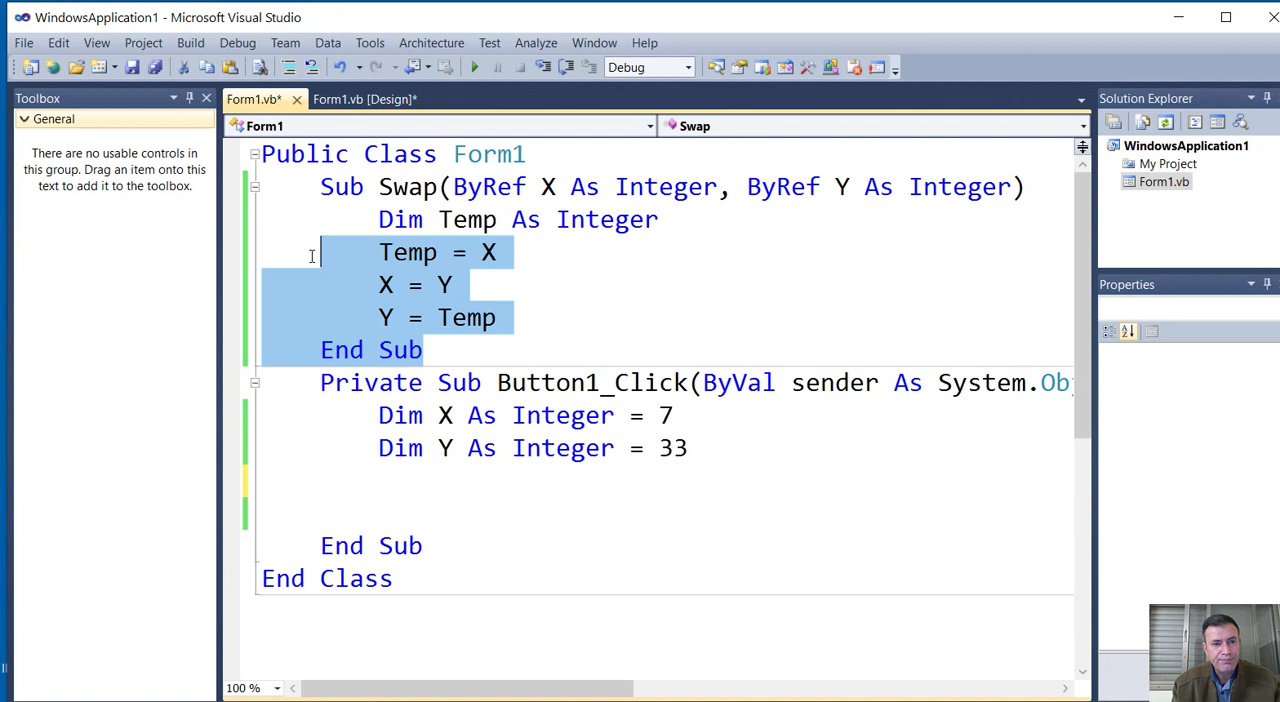 WindowsApplication1 - Microsoft Visual Studio
File Edit View Project Build Debug Team Data Tools Architecture Test Analyze Window Help
Debug
Toolbox
General
There are no usable controls in
this group. Drag an item onto this
text to add it to the toolbox.
Form1.vb* Form1.vb [Design]*
Form1 Swap
Public Class Form1
Sub Swap(ByRef X As Integer, ByRef Y As Integer)
Dim Temp As Integer
Temp = X
X = Y
Y = Temp
End Sub
Private Sub Button1_Click(ByVal sender As System.Obj
Dim X As Integer = 7
Dim Y As Integer = 33
End Sub
End Class
100 %
Solution Explorer
WindowsApplication1
My Project
Form1.vb
Properties